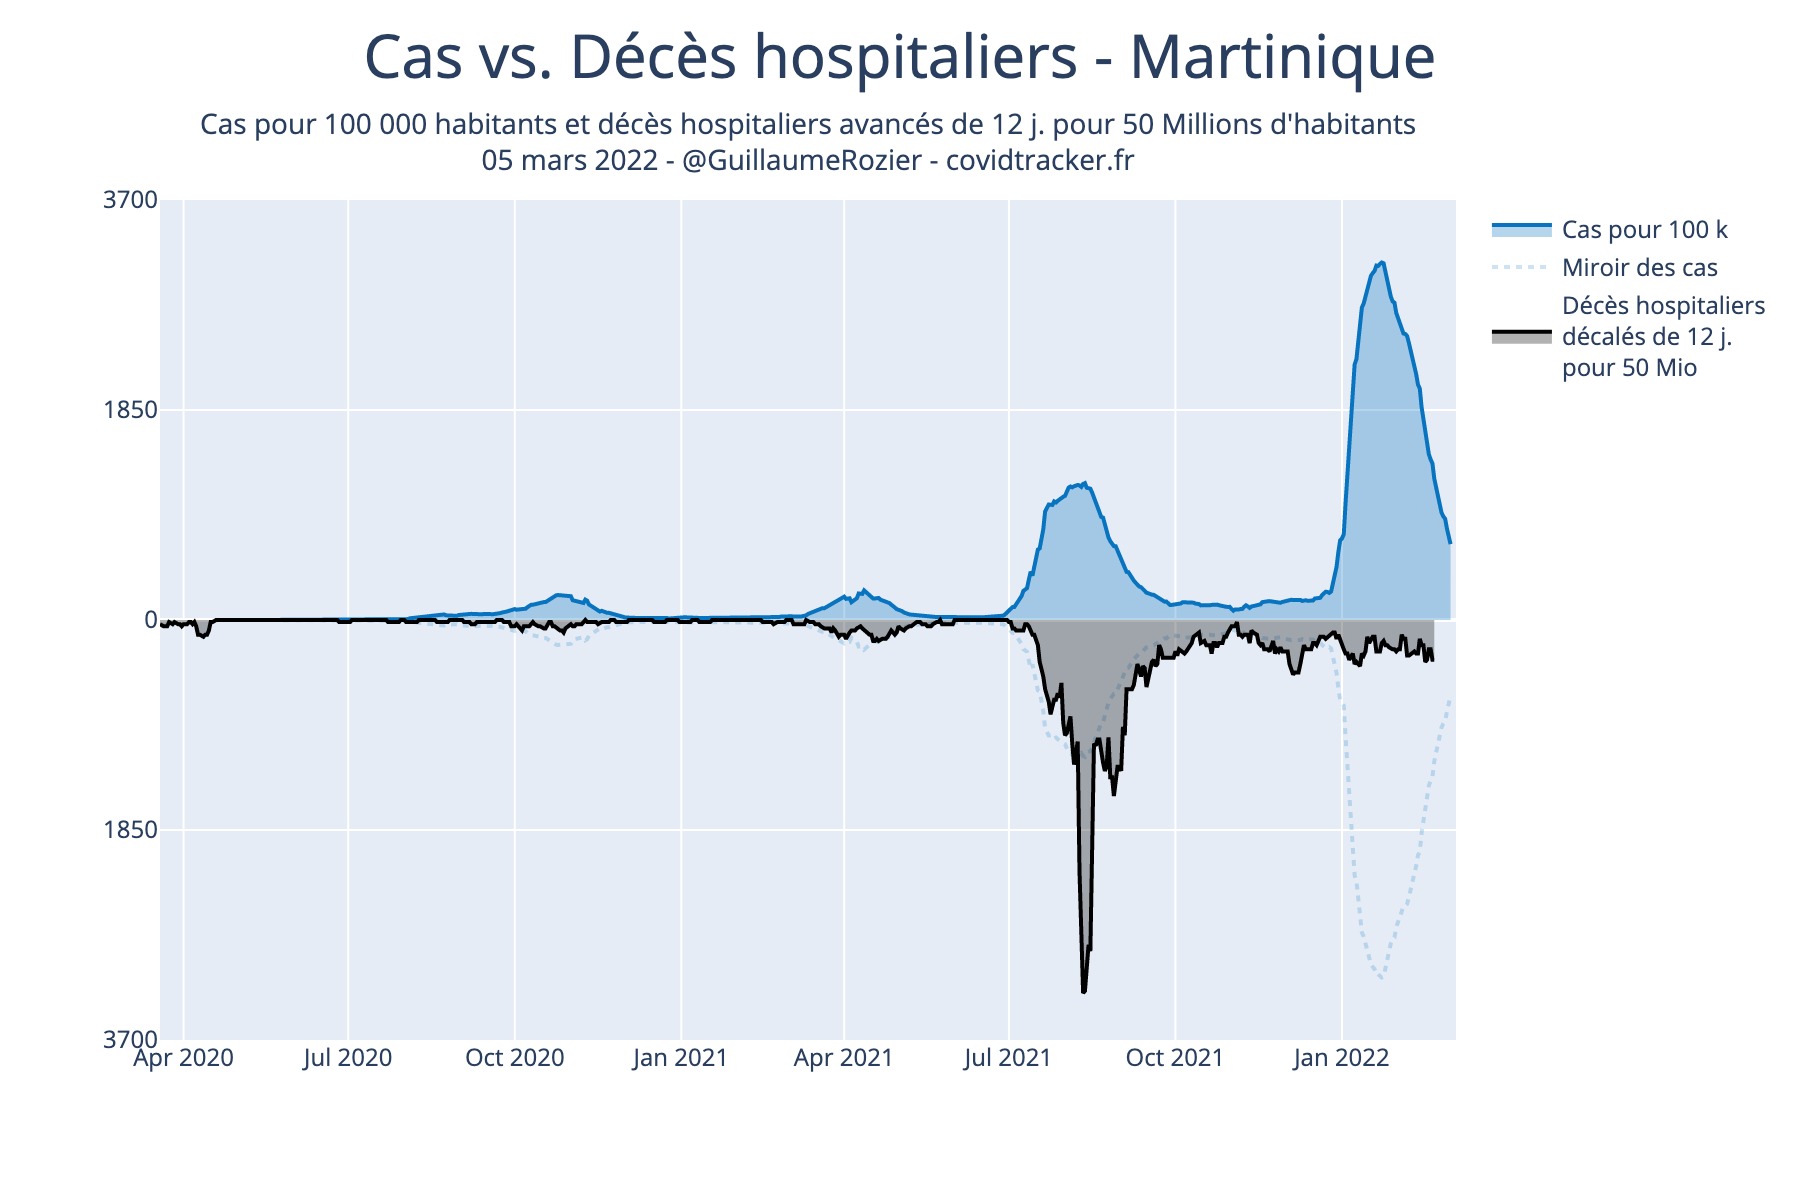 Cas vs. Décès hospitaliers - Martinique
Cas pour 100 000 habitants et décès hospitaliers avancés de 12 j. pour 50 Millions d'habitants
05 mars 2022 - @GuillaumeRozier - covidtracker.fr
3700
1850
0
1850
3700
Apr 2020
Jul 2020
Oct 2020
Jan 2021
Apr 2021
Jul 2021
Oct 2021
Jan 2022
Cas pour 100 k
Miroir des cas
Décès hospitaliers
décalés de 12 j.
pour 50 Mio